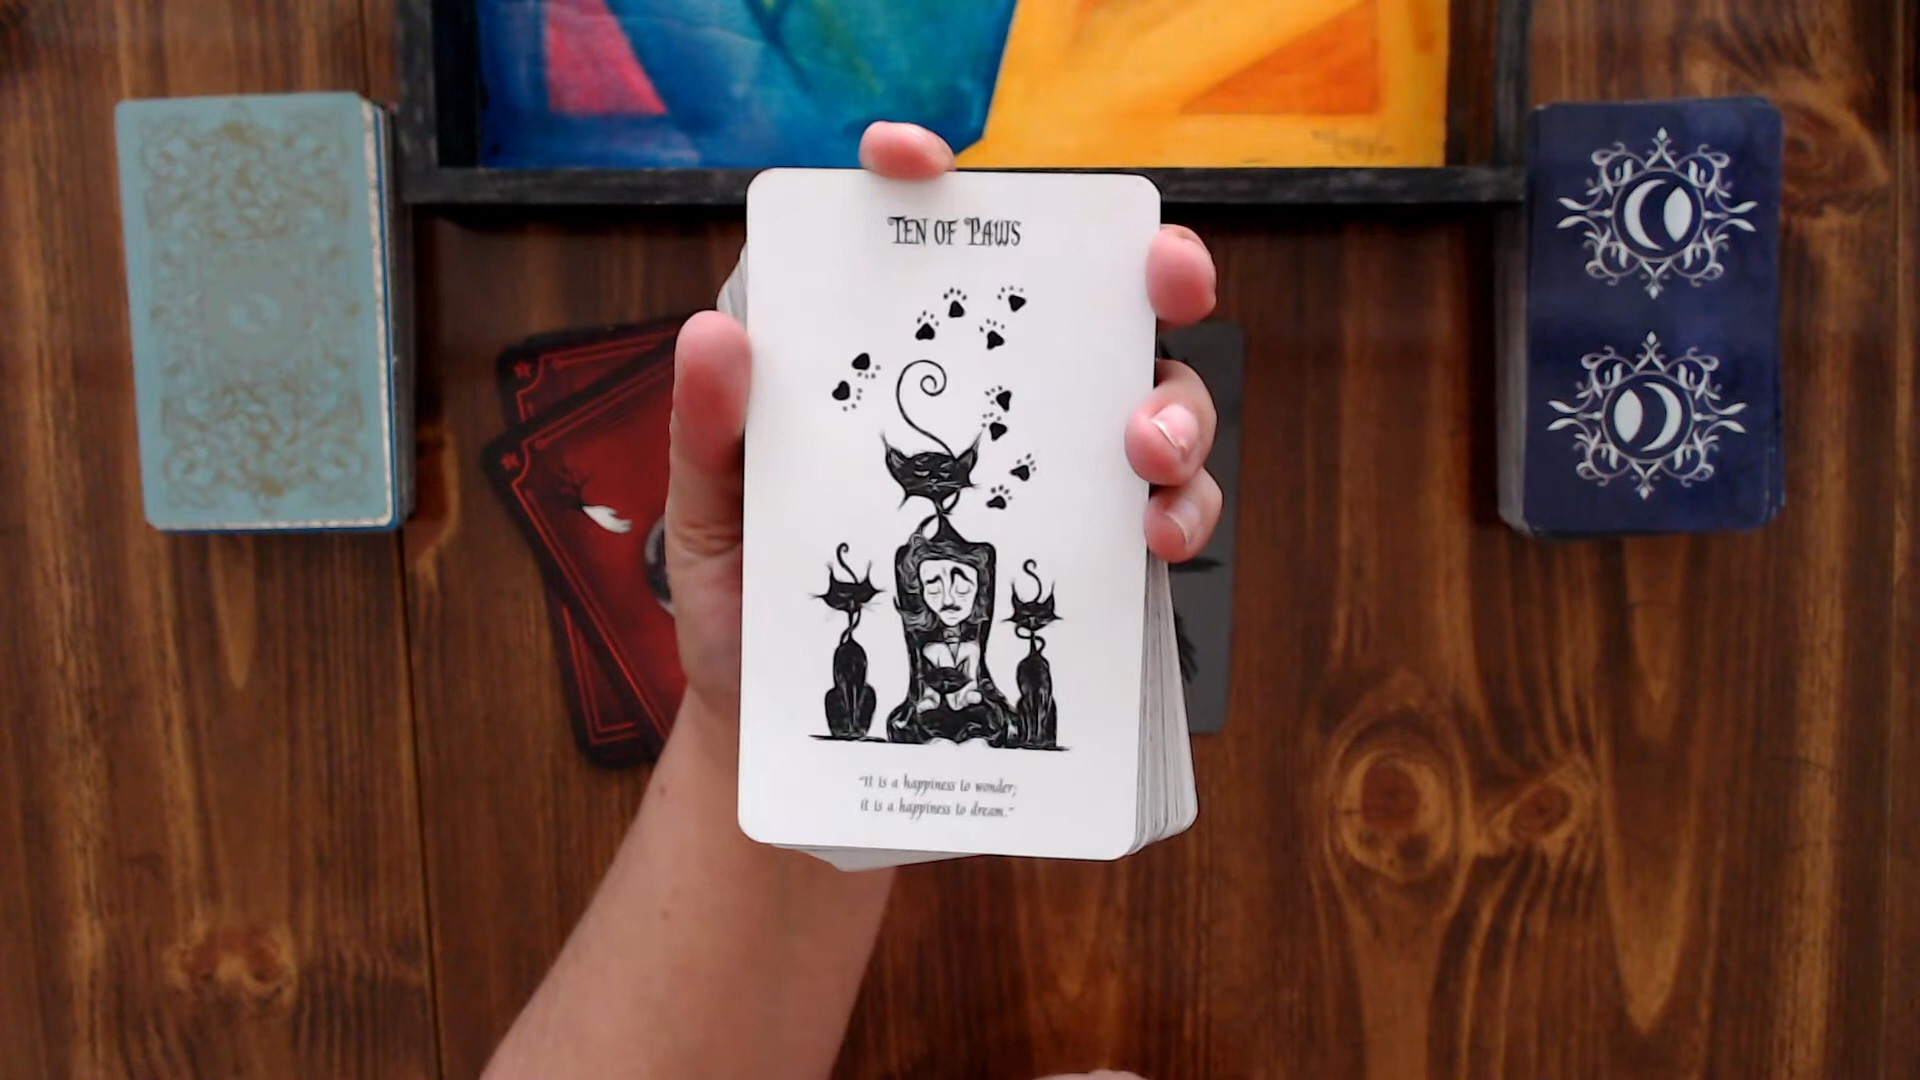 TEN OF PAWS
"It is a happiness to wonder;
it is a happiness to dream."